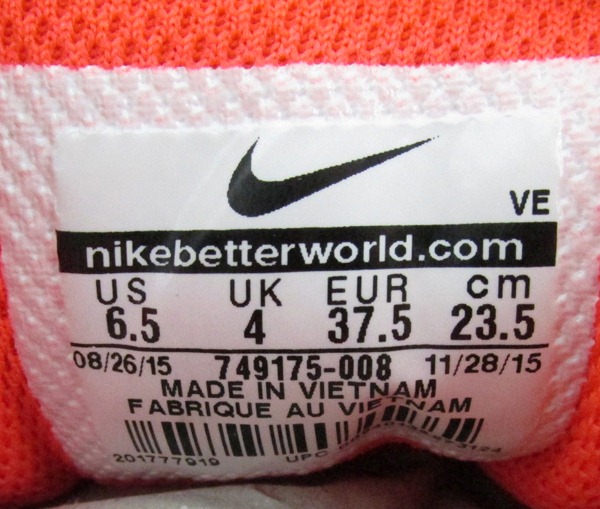 VE
nikebetterworld.com
US UK EUR cm
6.5 4 37.5 23.5
08/26/15 749175-008 11/28/15
MADE IN VIETNAM
FABRIQUE AU VIETNAM
201777919 UPC